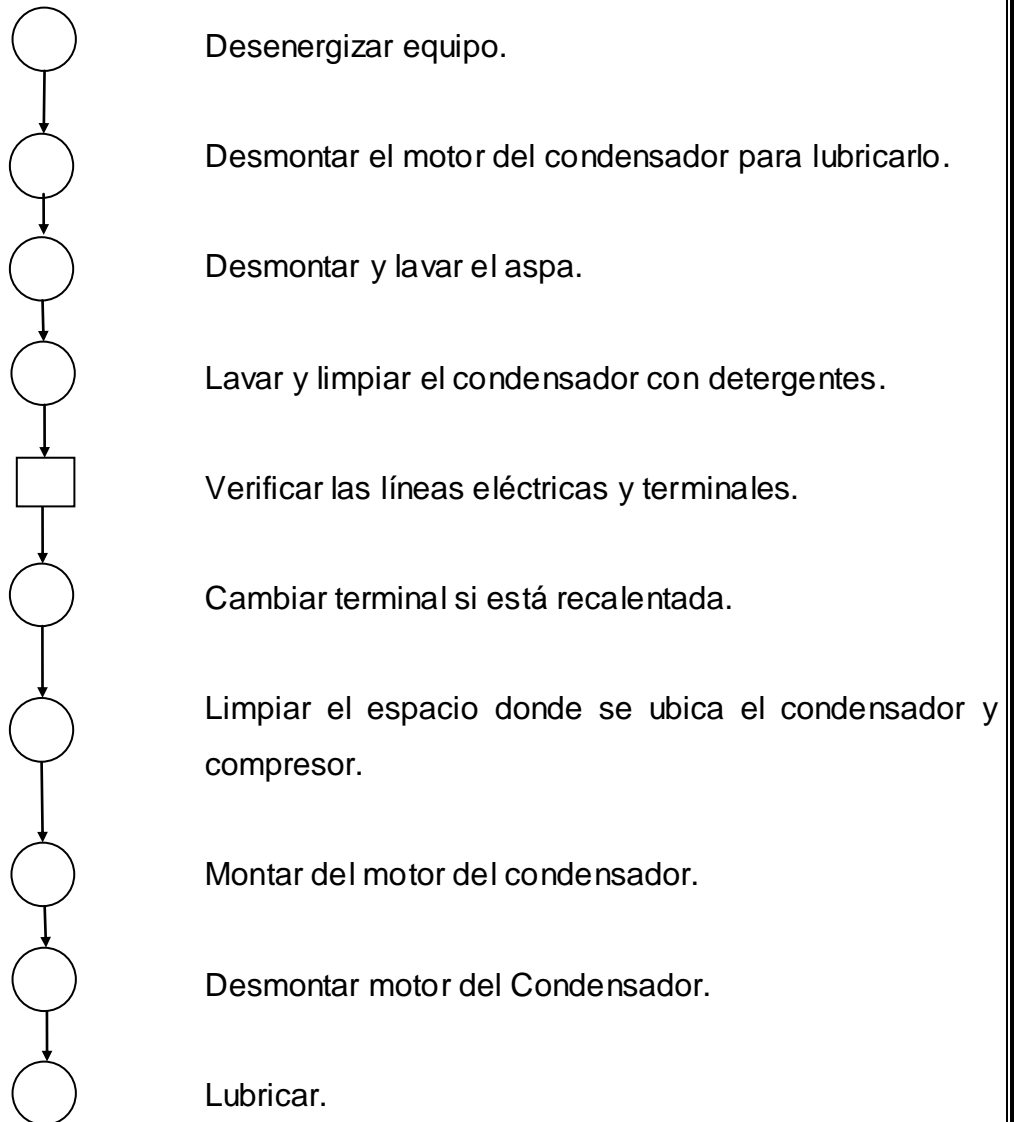 Desenergizar equipo.
Desmontar el motor del condensador para lubricarlo.
Desmontar y lavar el aspa.
Lavar y limpiar el condensador con detergentes.
Verificar las líneas eléctricas y terminales.
Cambiar terminal si está recalentada.
Limpiar el espacio donde se ubica el condensador y
compresor.
Montar del motor del condensador.
Desmontar motor del Condensador.
Lubricar.